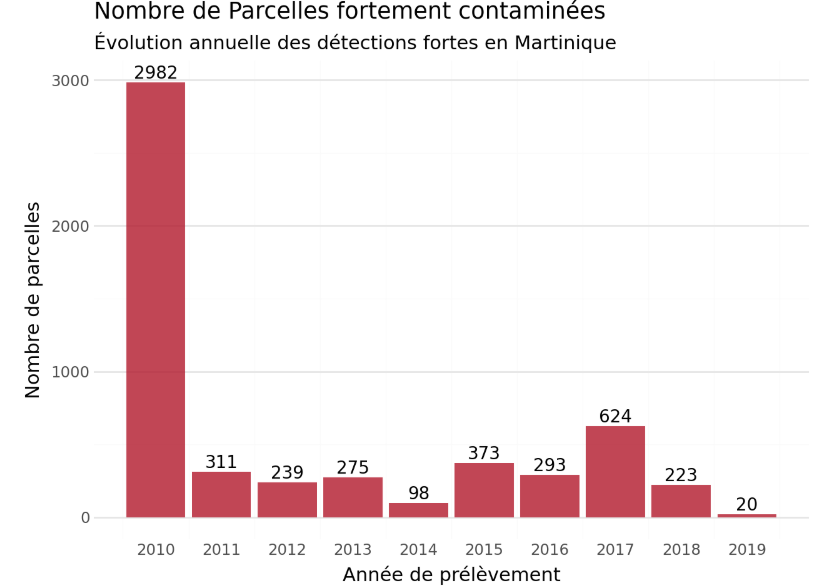 Nombre de Parcelles fortement contaminées
Évolution annuelle des détections fortes en Martinique
Nombre de parcelles
3000
2000
1000
0
2982
311
239
275
98
373
293
624
223
20
2010 2011 2012 2013 2014 2015 2016 2017 2018 2019
Année de prélèvement